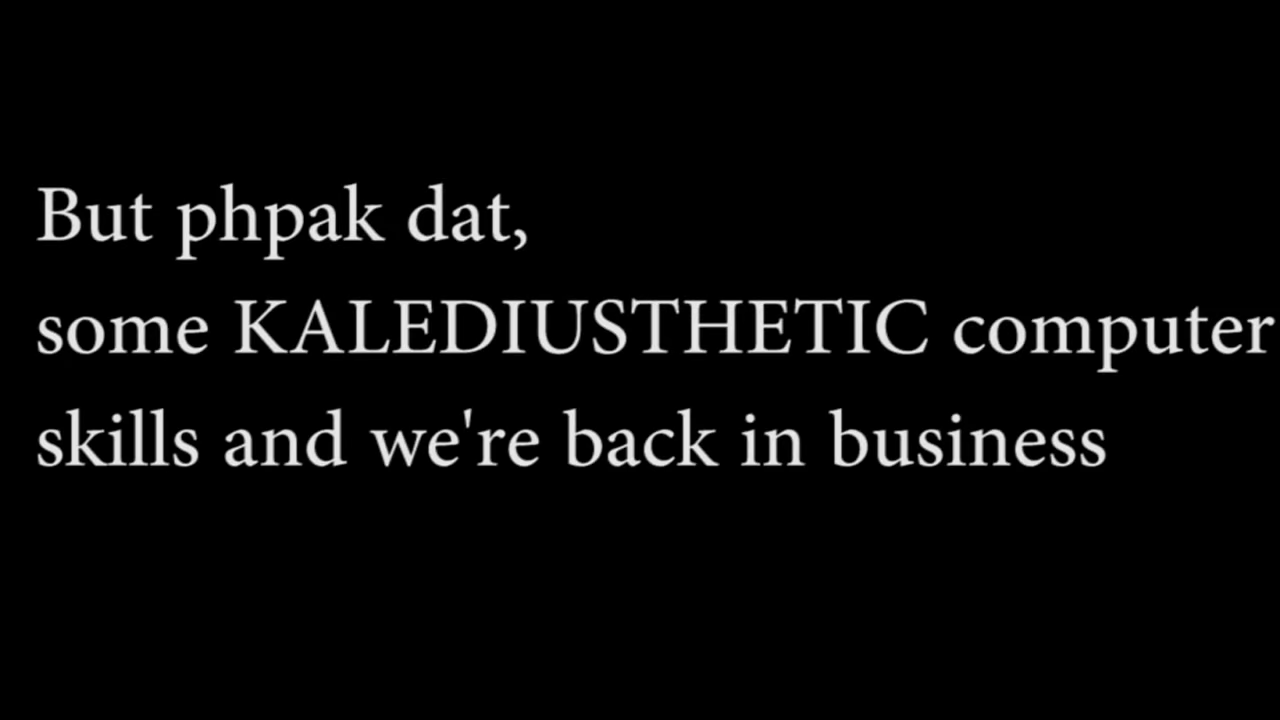 But phpak dat,
some KALEDIUSTHETIC computer
skills and we're back in business